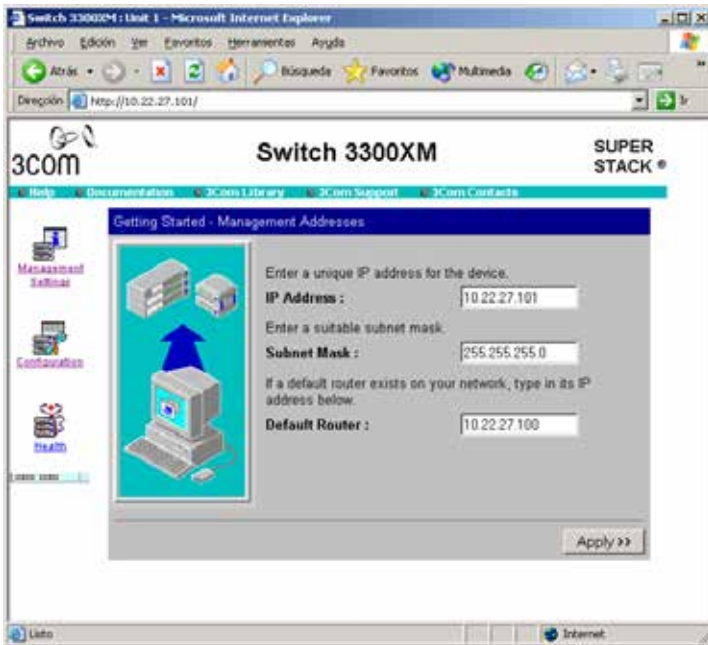 Switch 3300XM : Unit 1 - Microsoft Internet Explorer
Archivo Edición Ver Favoritos Herramientas Ayuda
Atrás Búsqueda Favoritos Multimedia
Dirección http://10.22.27.101/ Ir
3COM
Switch 3300XM
SUPER
STACK ®
Help Documentation 3Com Library 3Com Support 3Com Contacts
Getting Started - Management Addresses
Management
Settings
Configuration
Health
Enter a unique IP address for the device.
IP Address : 10.22.27.101
Enter a suitable subnet mask.
Subnet Mask : 255.255.255.0
If a default router exists on your network, type in its IP
address below.
Default Router : 10.22.27.100
Apply >>
Listo Internet